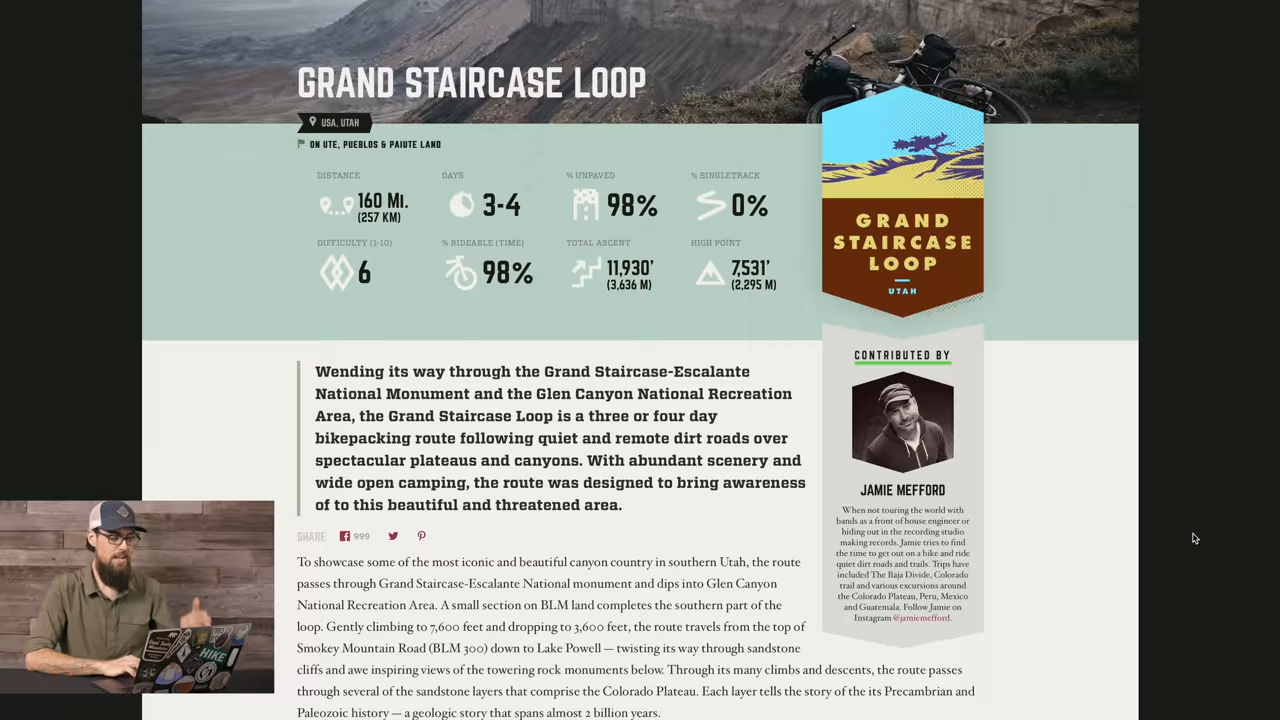 GRAND STAIRCASE LOOP
USA, UTAH
ON UTE, PUEBLOS & PAIUTE LAND
DISTANCE
160 MI.
(257 KM)
DAYS
3-4
% UNPAVED
98%
% SINGLETRACK
0%
DIFFICULTY (1-10)
6
% RIDEABLE (TIME)
98%
TOTAL ASCENT
11,930'
(3,636 M)
HIGH POINT
7,531'
(2,295 M)
GRAND
STAIRCASE
LOOP
UTAH
Wending its way through the Grand Staircase-Escalante
National Monument and the Glen Canyon National Recreation
Area, the Grand Staircase Loop is a three or four day
bikepacking route following quiet and remote dirt roads over
spectacular plateaus and canyons. With abundant scenery and
wide open camping, the route was designed to bring awareness
of to this beautiful and threatened area.
SHARE
999
To showcase some of the most iconic and beautiful canyon country in southern Utah, the route
passes through Grand Staircase-Escalante National monument and dips into Glen Canyon
National Recreation Area. A small section on BLM land completes the southern part of the
loop. Gently climbing to 7,600 feet and dropping to 3,600 feet, the route travels from the top of
Smokey Mountain Road (BLM 300) down to Lake Powell — twisting its way through sandstone
cliffs and awe inspiring views of the towering rock monuments below. Through its many climbs and descents, the route passes
through several of the sandstone layers that comprise the Colorado Plateau. Each layer tells the story of the its Precambrian and
Paleozoic history — a geologic story that spans almost 2 billion years.
CONTRIBUTED BY
JAMIE MEFFORD
When not touring the world with
bands as a front of house engineer or
hiding out in the recording studio
making records. Jamie tries to find
the time to get out on a bike and ride
quiet dirt roads and trails. Trips have
included The Baja Divide, Colorado
trail and various excursions around
the Colorado Plateau, Peru, Mexico
and Guatemala. Follow Jamie on
Instagram @jamiemefford.
HIKE